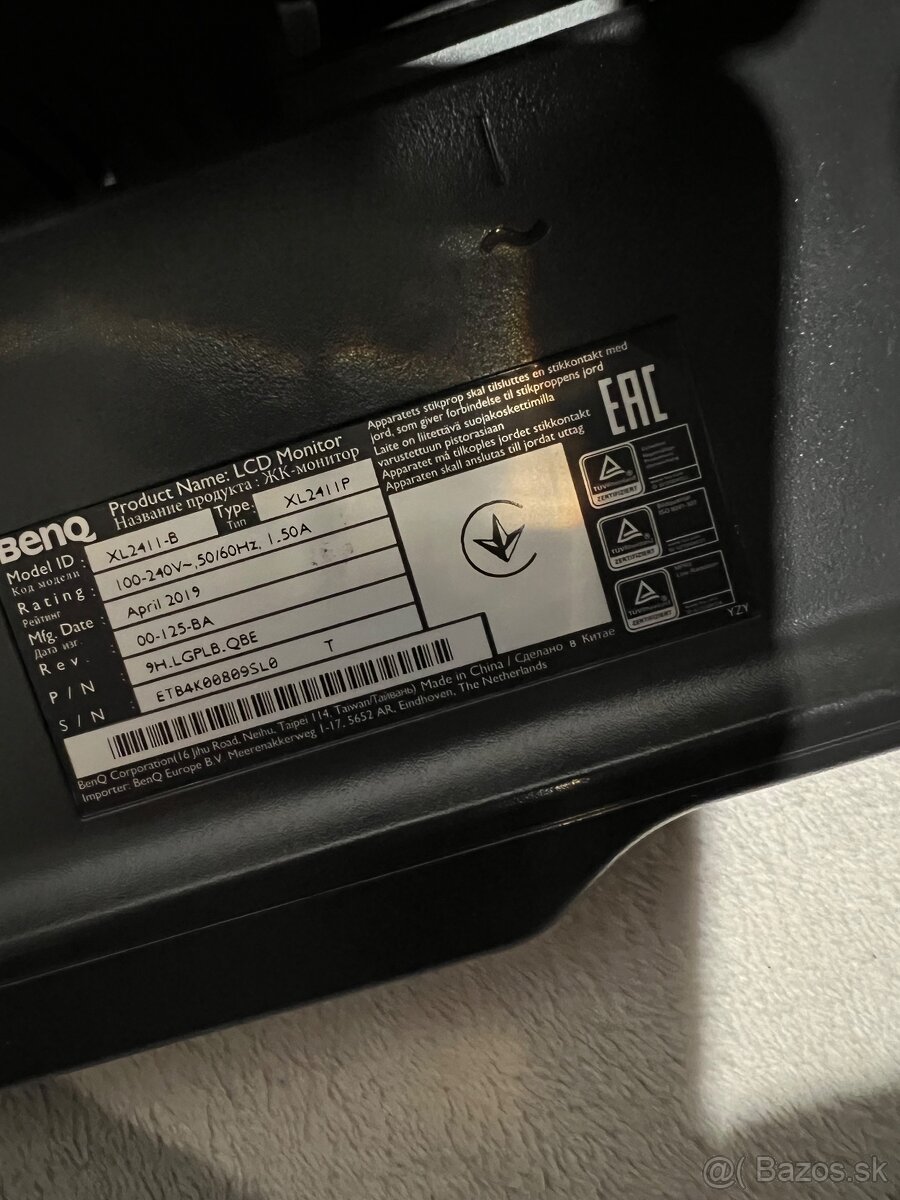 BenQ
Product Name: LCD Monitor
Название продукта : ЖК-монитор
Model ID : XL2411-B Type: XL2411P
Код модели Тип
Rating : 100-240V~,50/60Hz, 1.50A
Рейтинг
Mfg. Date : April 2019
Дата изг.
Rev. 00-125-BA
P/N 9H.LGPLB.QBE
S/N ETB4K00809SL0 T
BenQ Corporation(16 Jihu Road, Neihu, Taipei 114, Taiwan/Тайвань) Made in China / Сделано в Китае
Importer: BenQ Europe B.V. Meerenakkerweg 1-17, 5652 AR, Eindhoven, The Netherlands
Apparatets stikprop skal tilsluttes en stikkontakt med
jord, som giver forbindelse til stikproppens jord
Laite on liitettävä suojakoskettimilla
varustettuun pistorasiaan
Apparatet må tilkoples jordet stikkontakt
Apparaten skall anslutas till jordat uttag
EAC
TÜVRheinland
ZERTIFIZIERT
TÜVRheinland
ZERTIFIZIERT
TÜVRheinland
ZERTIFIZIERT
YZY
@( Bazos.sk